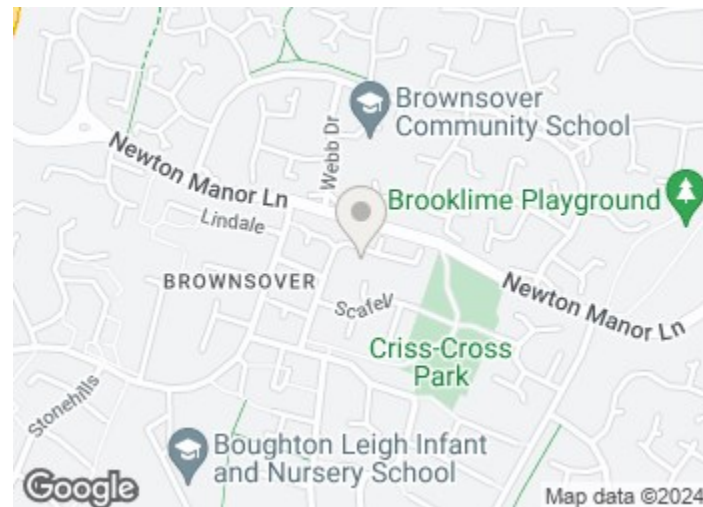 Brownsover
Community School
Webb Dr
Newton Manor Ln
Lindale
Brooklime Playground
BROWNSOVER
Scafell
Newton Manor Ln
Criss-Cross
Park
Stonehills
Boughton Leigh Infant
and Nursery School
Google
Map data ©2024